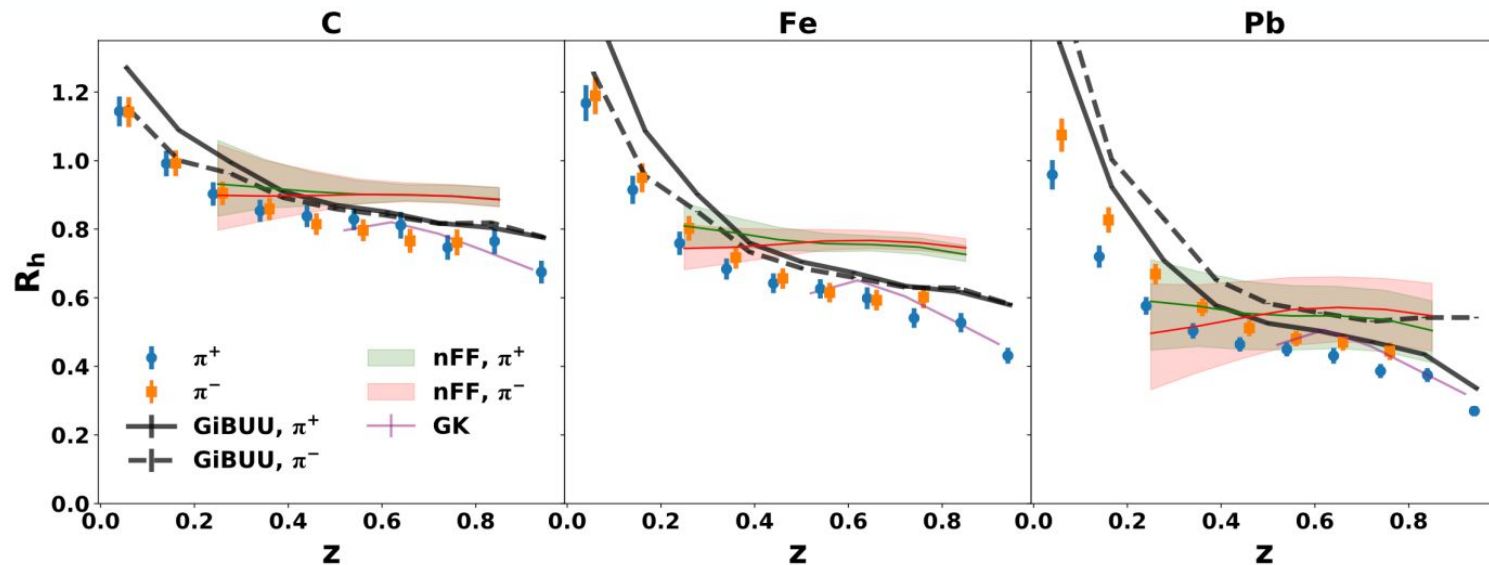 C Fe Pb
1.2
1.0
0.8
R_h
0.6
0.4
0.2
0.0
π⁺ nFF, π⁺
π⁻ nFF, π⁻
GiBUU, π⁺ GK
GiBUU, π⁻
0.0 0.2 0.4 0.6 0.8 0.0 0.2 0.4 0.6 0.8 0.0 0.2 0.4 0.6 0.8
z z z